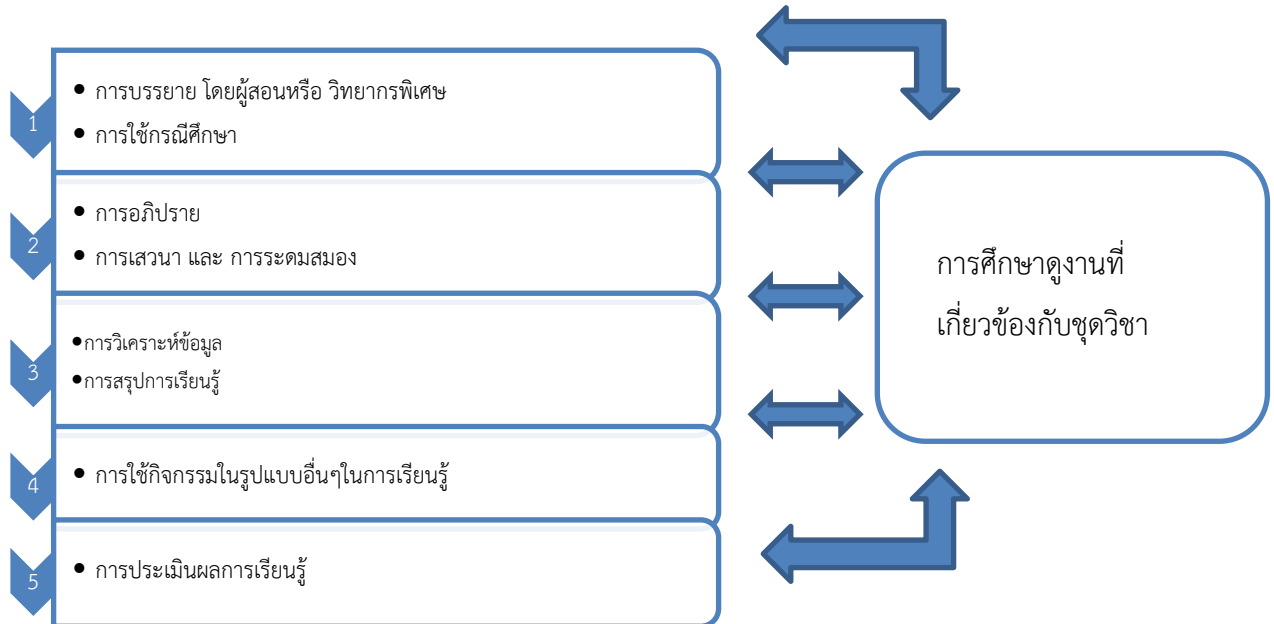 1
• การบรรยาย โดยผู้สอนหรือ วิทยากรพิเศษ
• การใช้กรณีศึกษา
2
• การอภิปราย
• การเสวนา และ การระดมสมอง
3
•การวิเคราะห์ข้อมูล
•การสรุปการเรียนรู้
4
• การใช้กิจกรรมในรูปแบบอื่นๆในการเรียนรู้
5
• การประเมินผลการเรียนรู้
การศึกษาดูงานที่
เกี่ยวข้องกับชุดวิชา